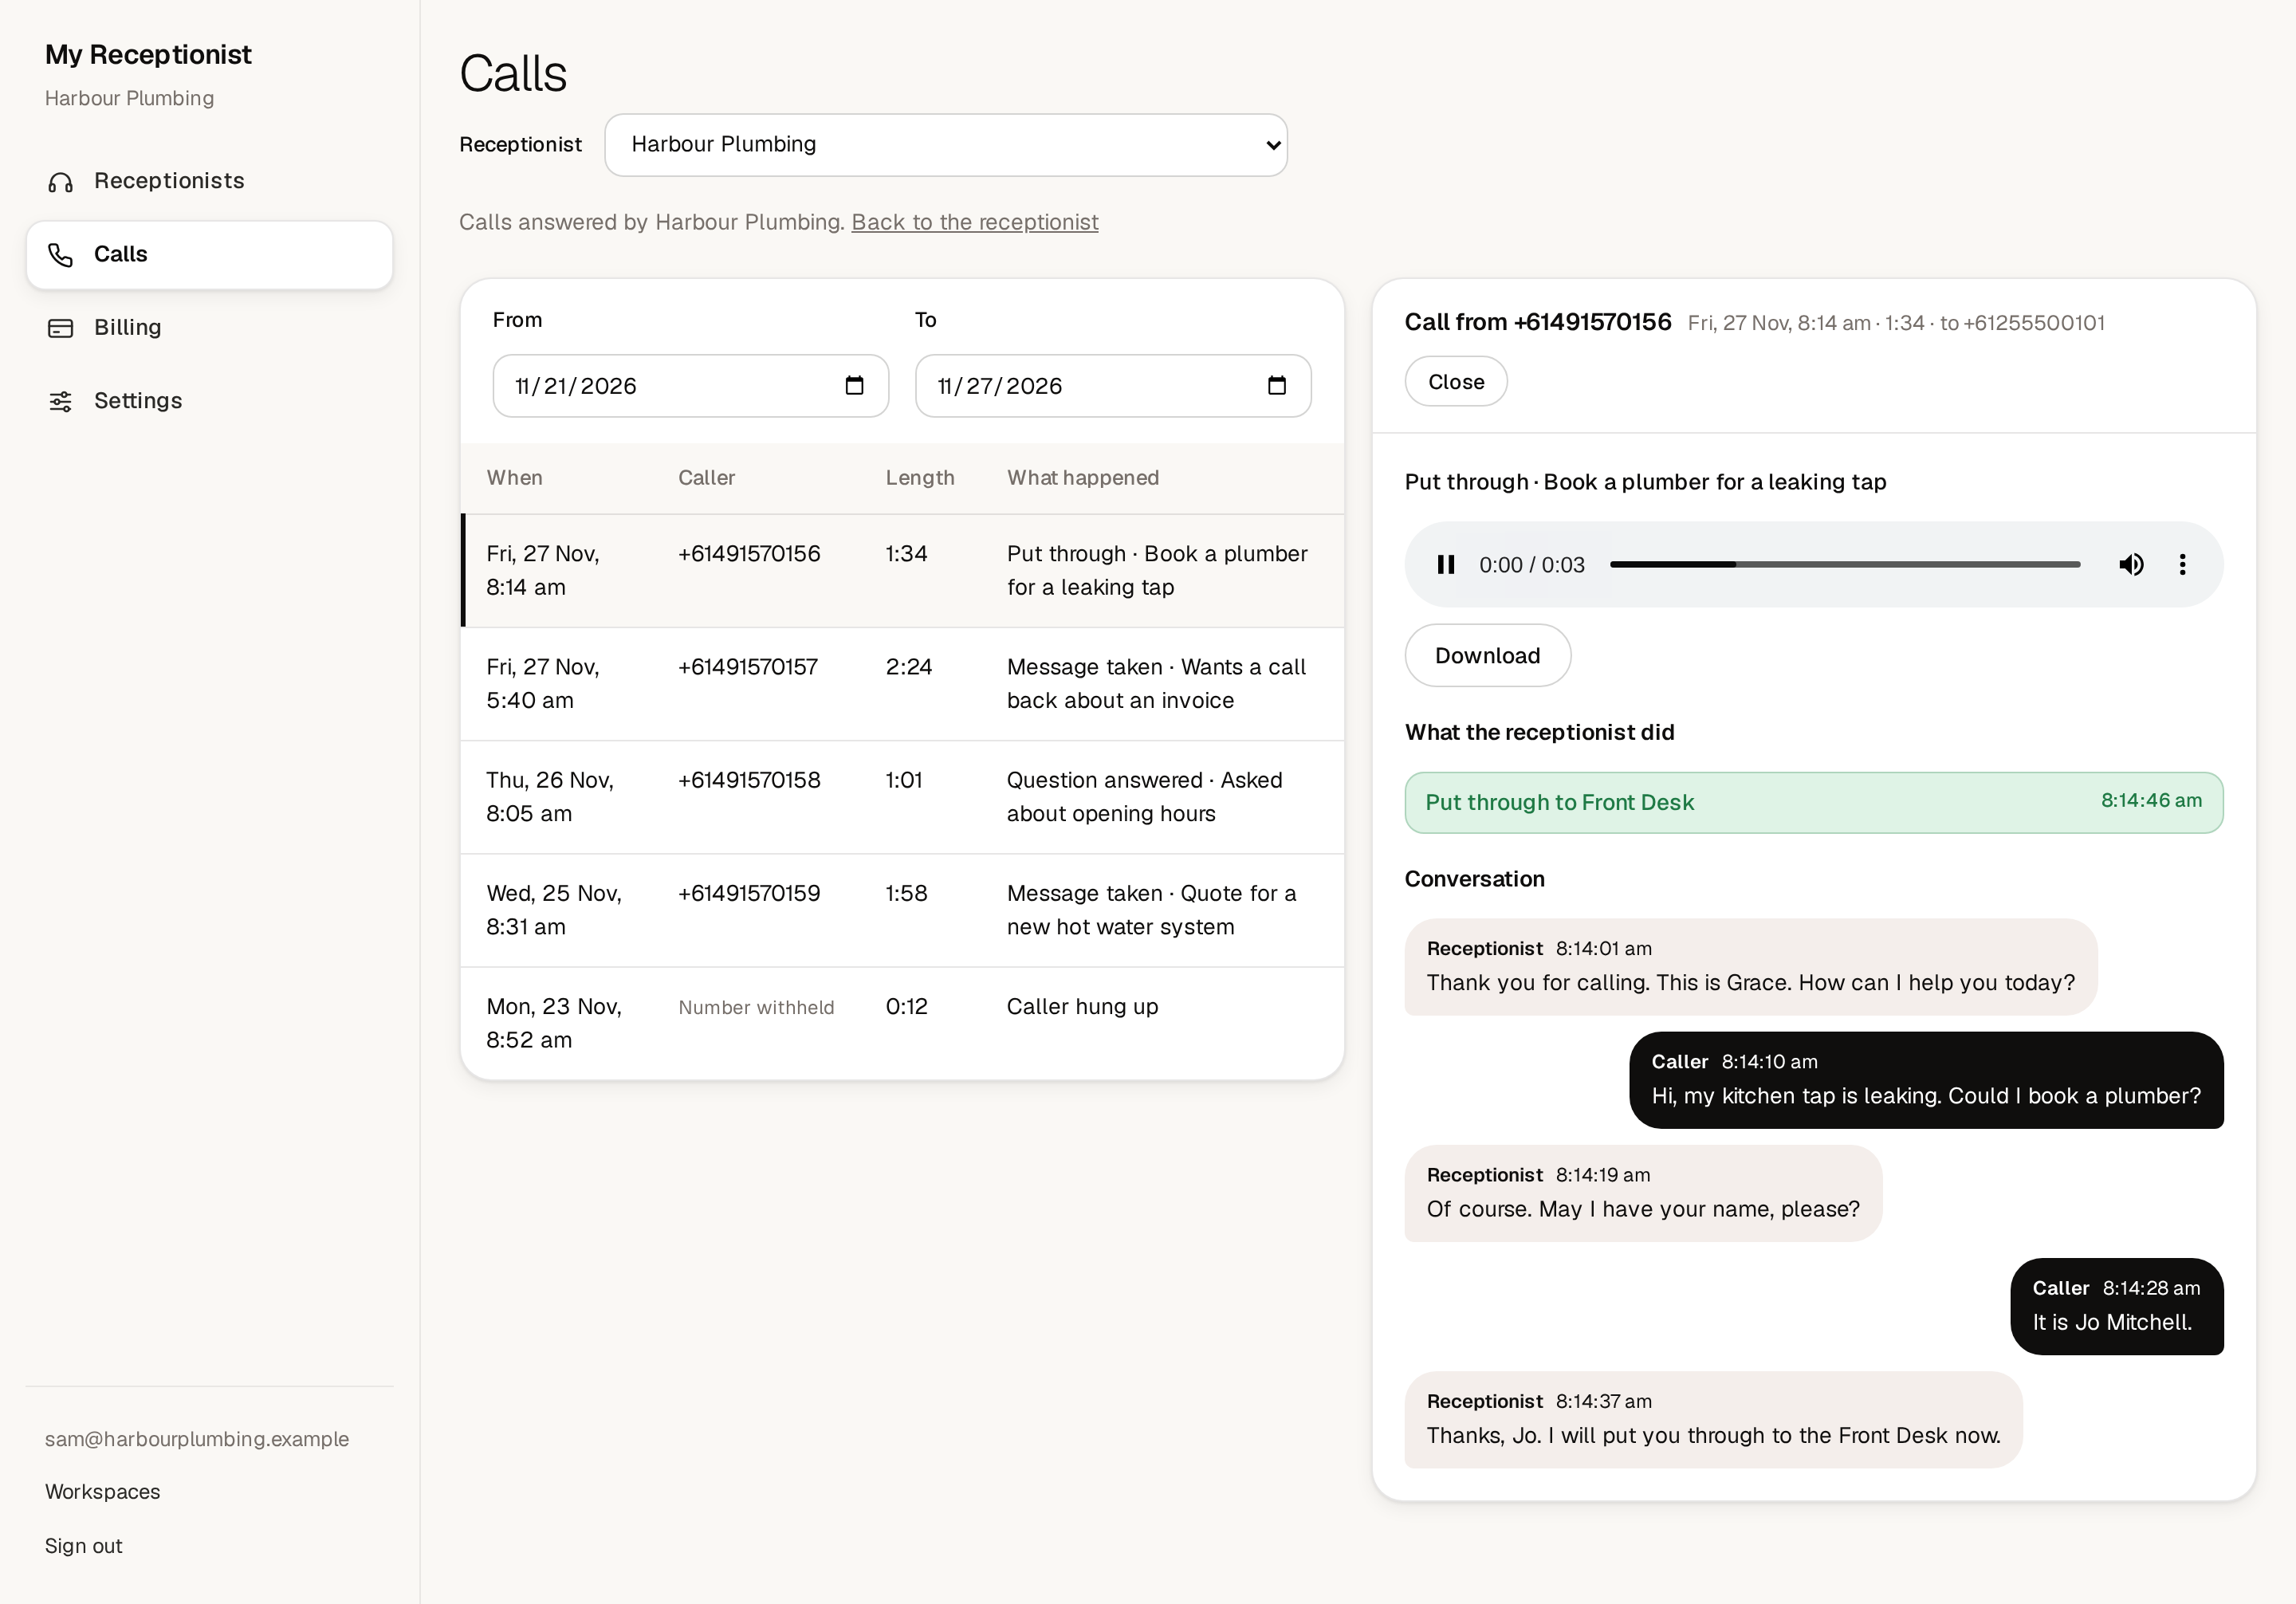 My Receptionist
Harbour Plumbing
Receptionists
Calls
Billing
Settings
sam@harbourplumbing.example
Workspaces
Sign out
Calls
Receptionist Harbour Plumbing
Calls answered by Harbour Plumbing. Back to the receptionist
From To
11/21/2026 11/27/2026
When Caller Length What happened
Fri, 27 Nov, +61491570156 1:34 Put through · Book a plumber
8:14 am for a leaking tap
Fri, 27 Nov, +61491570157 2:24 Message taken · Wants a call
5:40 am back about an invoice
Thu, 26 Nov, +61491570158 1:01 Question answered · Asked
8:05 am about opening hours
Wed, 25 Nov, +61491570159 1:58 Message taken · Quote for a
8:31 am new hot water system
Mon, 23 Nov, Number withheld 0:12 Caller hung up
8:52 am
Call from +61491570156 Fri, 27 Nov, 8:14 am · 1:34 · to +61255500101
Close
Put through · Book a plumber for a leaking tap
0:00 / 0:03
Download
What the receptionist did
Put through to Front Desk 8:14:46 am
Conversation
Receptionist 8:14:01 am
Thank you for calling. This is Grace. How can I help you today?
Caller 8:14:10 am
Hi, my kitchen tap is leaking. Could I book a plumber?
Receptionist 8:14:19 am
Of course. May I have your name, please?
Caller 8:14:28 am
It is Jo Mitchell.
Receptionist 8:14:37 am
Thanks, Jo. I will put you through to the Front Desk now.